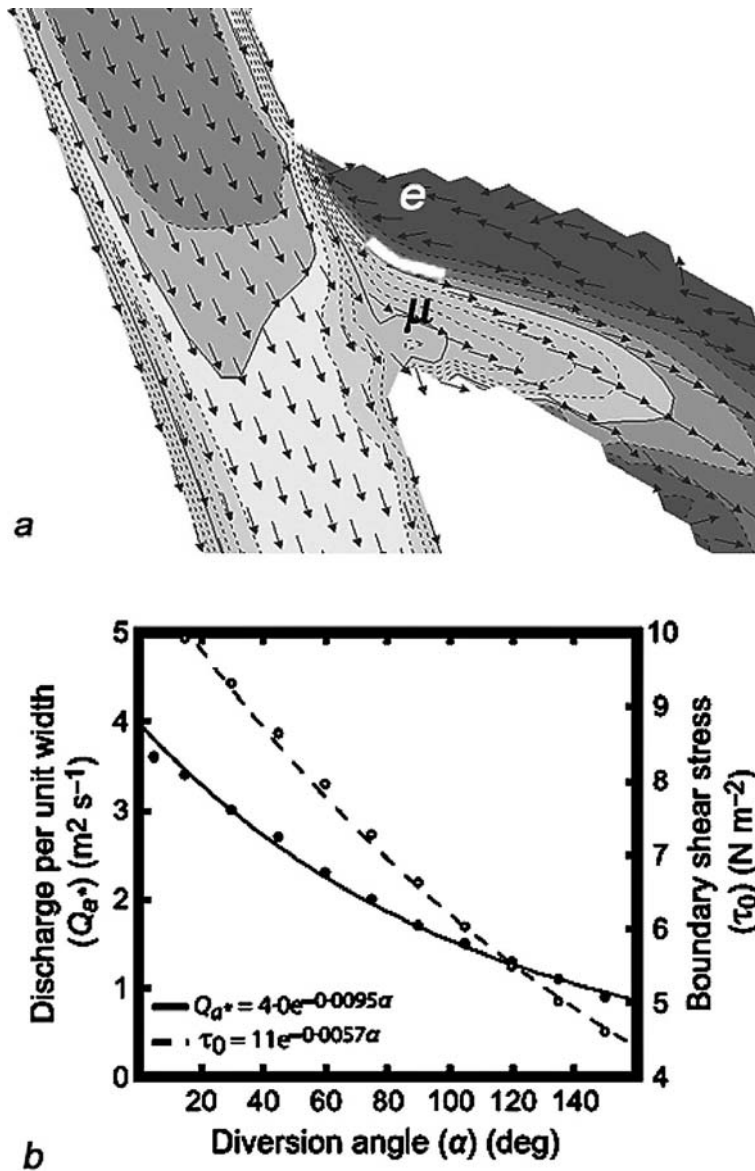 e
μ
a
5
4
3
2
1
0
Discharge per unit width
(Qa*) (m2 s–1)
10
9
8
7
6
5
4
Boundary shear stress
(τ0) (N m–2)
Qa* = 4·0e–0·0095α
τ0 = 11e–0·0057α
20 40 60 80 100 120 140
Diversion angle (α) (deg)
b